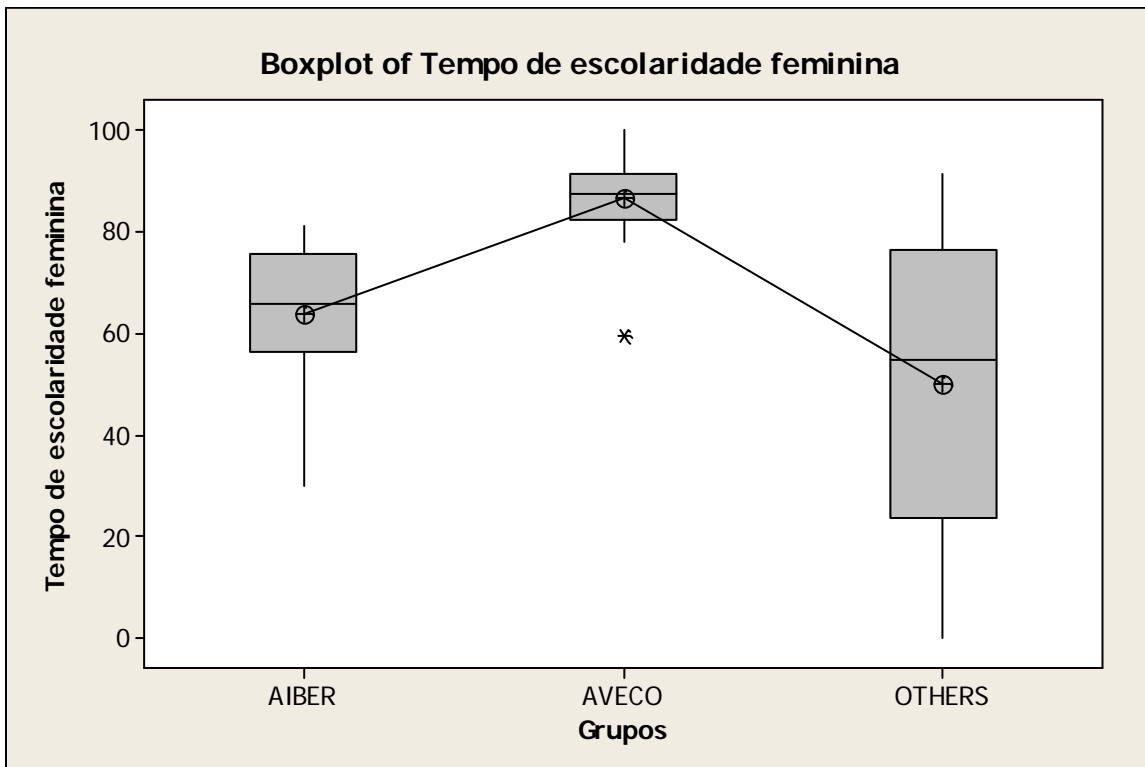 Boxplot of Tempo de escolaridade feminina
Tempo de escolaridade feminina
100
80
60
40
20
0
AIBER AVECO OTHERS
Grupos